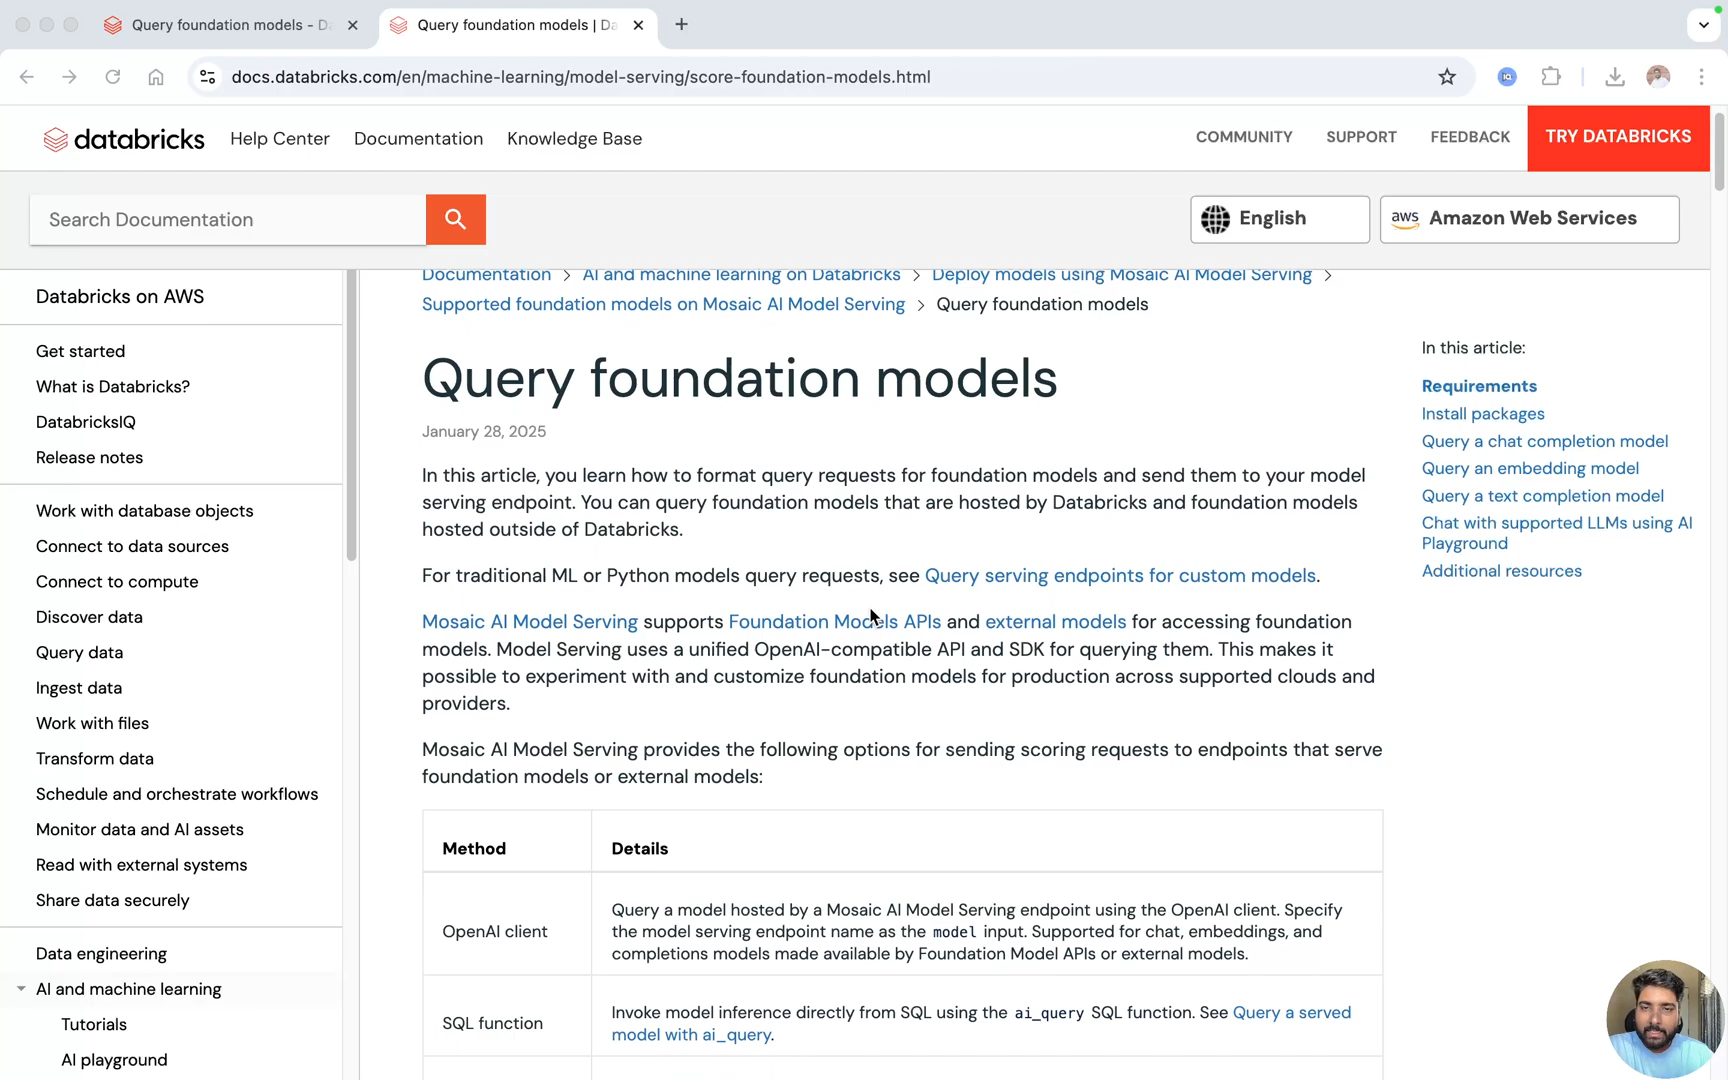 Query foundation models - Da
Query foundation models | Da
docs.databricks.com/en/machine-learning/model-serving/score-foundation-models.html
databricks
Help Center
Documentation
Knowledge Base
COMMUNITY
SUPPORT
FEEDBACK
TRY DATABRICKS
Search Documentation
English
aws Amazon Web Services
Databricks on AWS
Get started
What is Databricks?
DatabricksIQ
Release notes
Work with database objects
Connect to data sources
Connect to compute
Discover data
Query data
Ingest data
Work with files
Transform data
Schedule and orchestrate workflows
Monitor data and AI assets
Read with external systems
Share data securely
Data engineering
AI and machine learning
Tutorials
AI playground
Documentation > AI and machine learning on Databricks > Deploy models using Mosaic AI Model Serving >
Supported foundation models on Mosaic AI Model Serving > Query foundation models
Query foundation models
January 28, 2025
In this article, you learn how to format query requests for foundation models and send them to your model
serving endpoint. You can query foundation models that are hosted by Databricks and foundation models
hosted outside of Databricks.
For traditional ML or Python models query requests, see Query serving endpoints for custom models.
Mosaic AI Model Serving supports Foundation Models APIs and external models for accessing foundation
models. Model Serving uses a unified OpenAI-compatible API and SDK for querying them. This makes it
possible to experiment with and customize foundation models for production across supported clouds and
providers.
Mosaic AI Model Serving provides the following options for sending scoring requests to endpoints that serve
foundation models or external models:
Method
Details
OpenAI client
Query a model hosted by a Mosaic AI Model Serving endpoint using the OpenAI client. Specify
the model serving endpoint name as the model input. Supported for chat, embeddings, and
completions models made available by Foundation Model APIs or external models.
SQL function
Invoke model inference directly from SQL using the ai_query SQL function. See Query a served
model with ai_query.
In this article:
Requirements
Install packages
Query a chat completion model
Query an embedding model
Query a text completion model
Chat with supported LLMs using AI
Playground
Additional resources